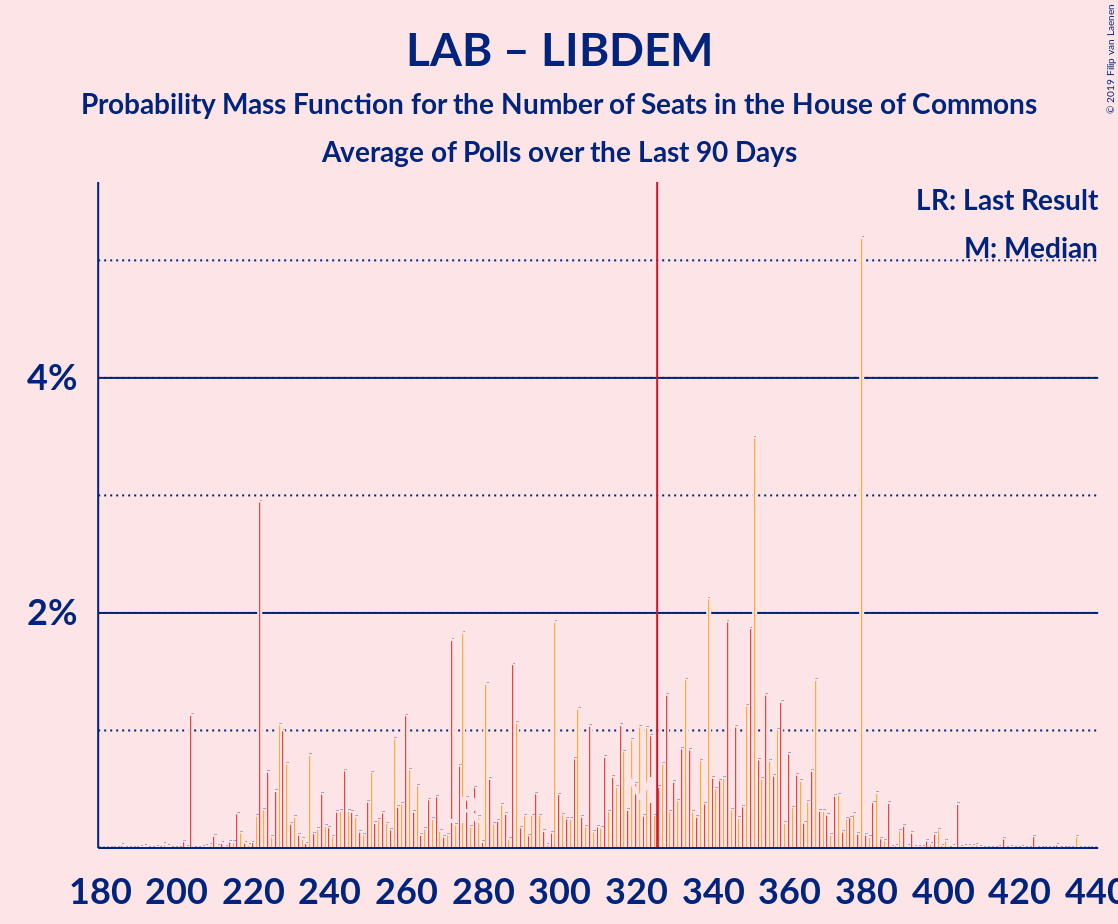 LAB – LIBDEM
Probability Mass Function for the Number of Seats in the House of Commons
Average of Polls over the Last 90 Days
© 2019 Filip van Laenen
LR: Last Result
M: Median
4%
2%
180 200 220 240 260 280 300 320 340 360 380 400 420 440